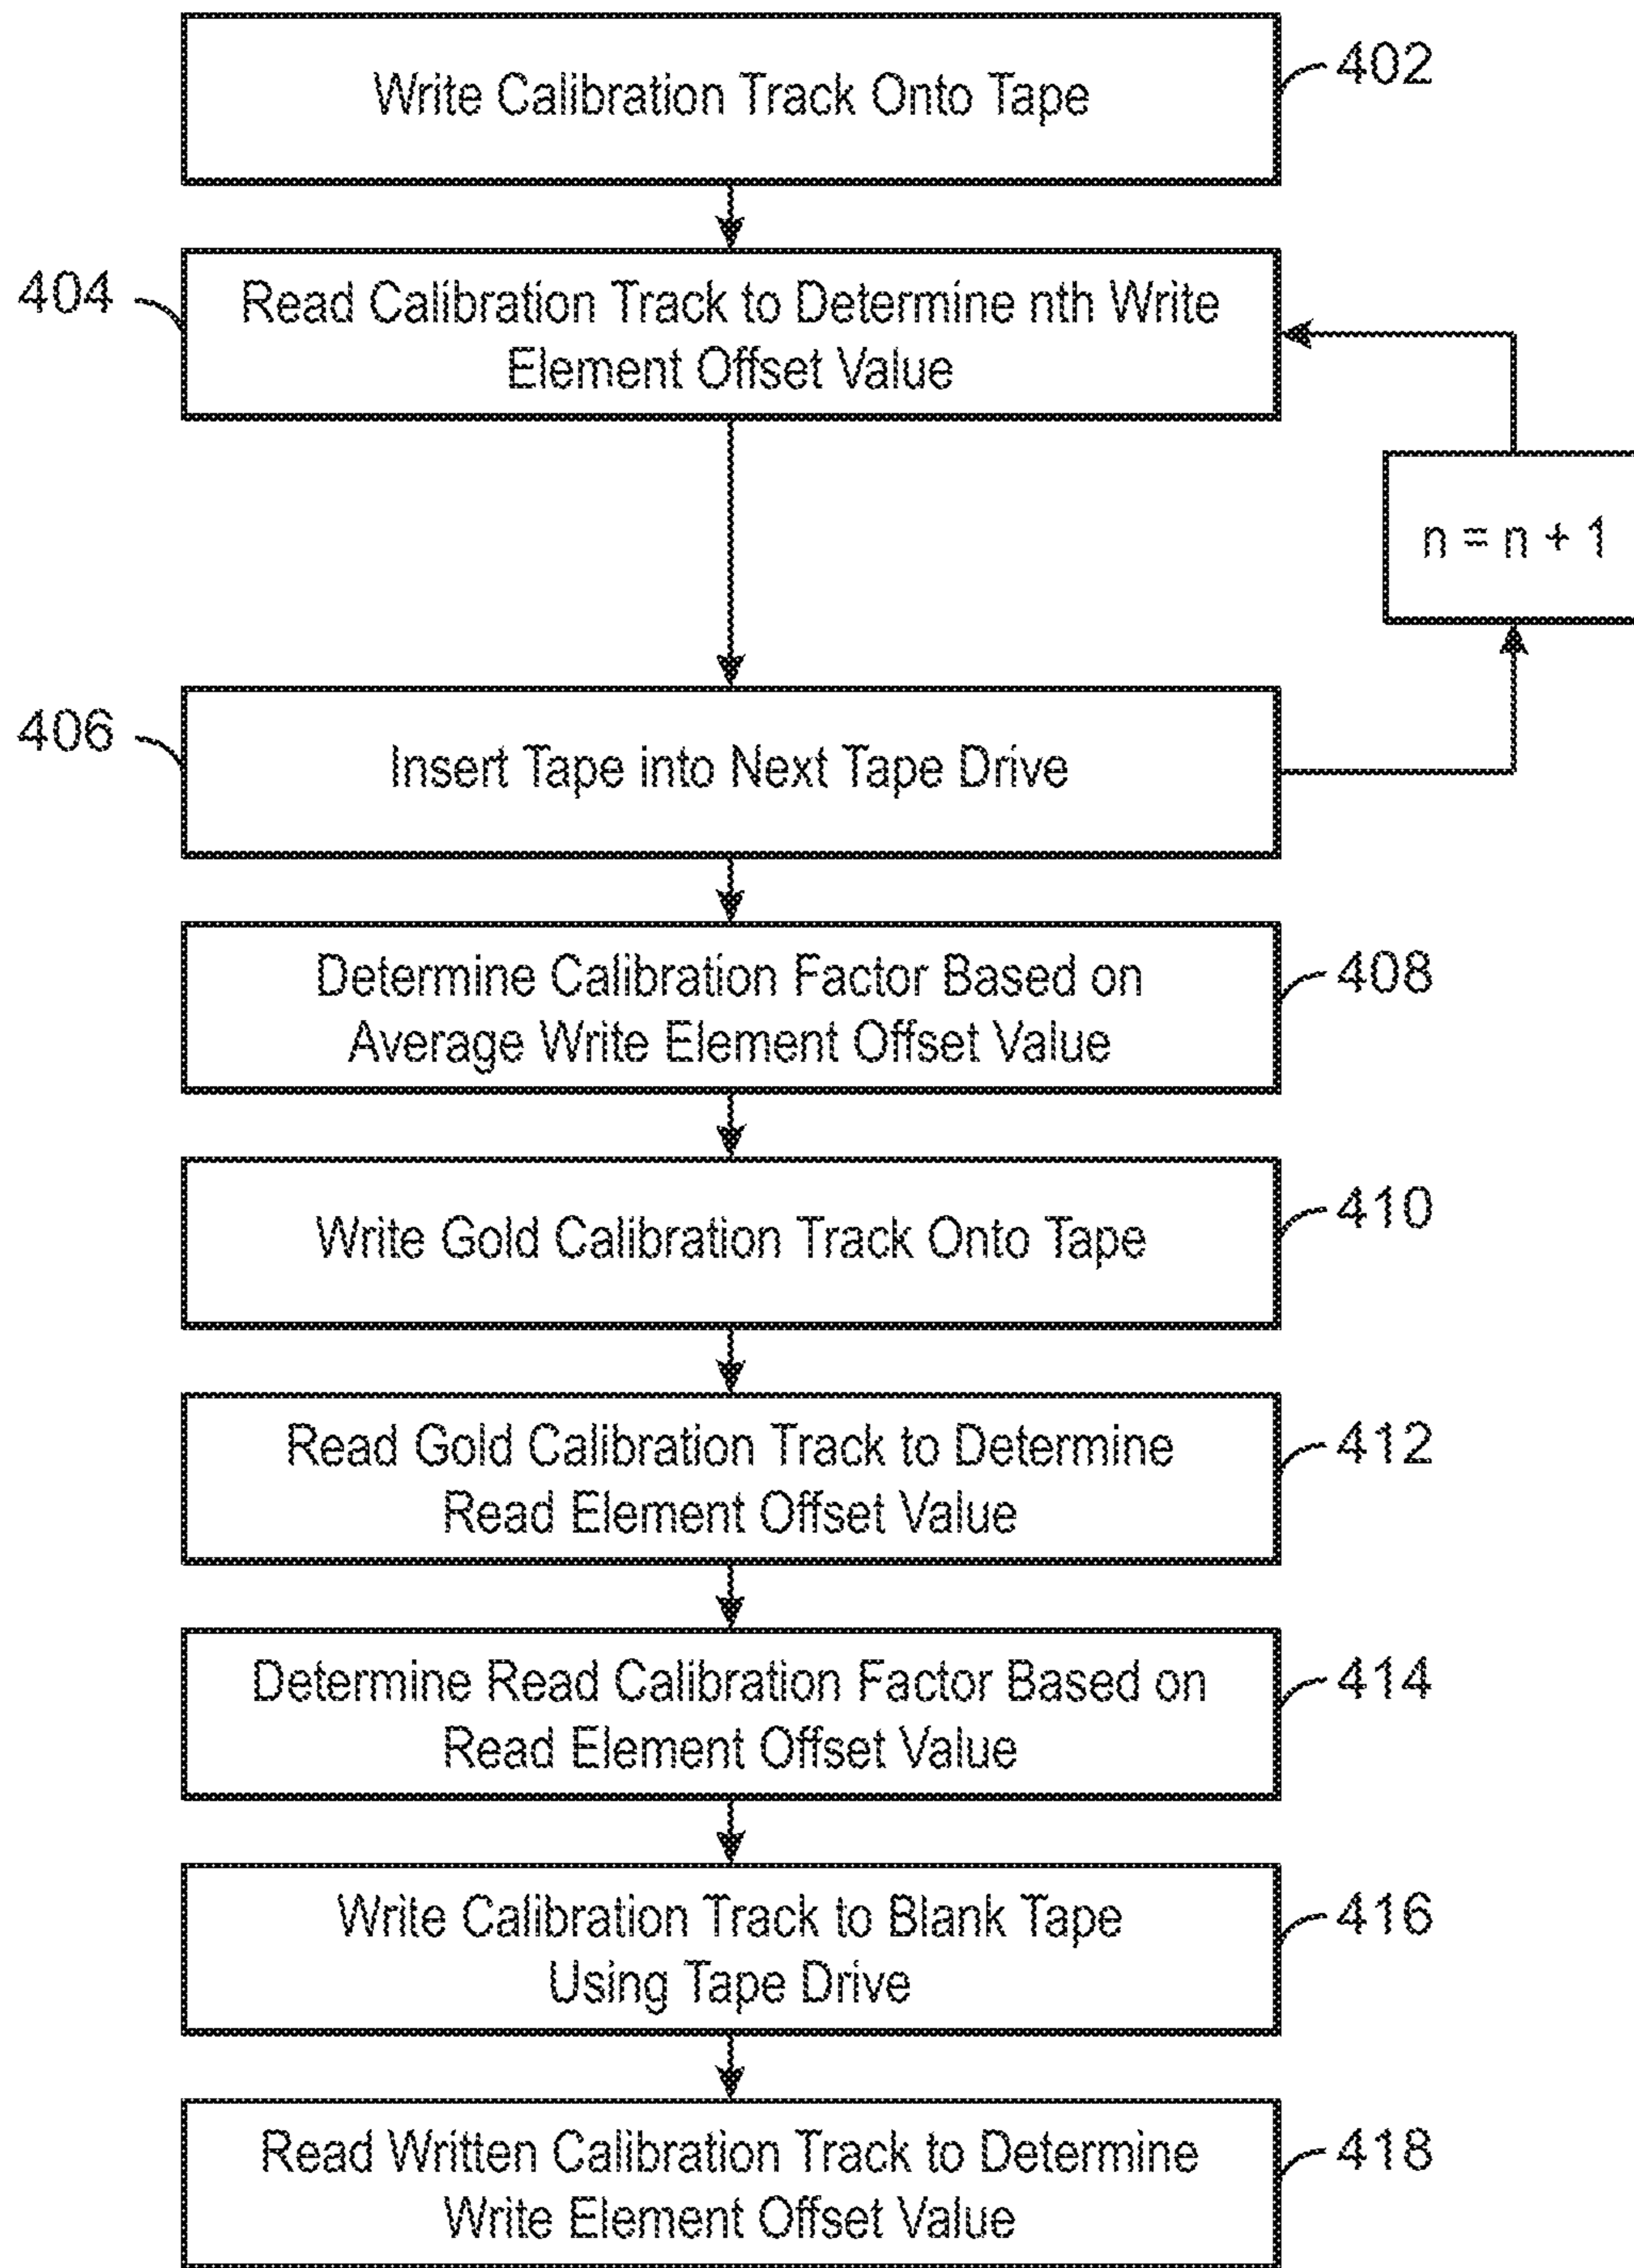 Write Calibration Track Onto Tape
402
404
Read Calibration Track to Determine nth Write
Element Offset Value
n = n + 1
406
Insert Tape into Next Tape Drive
Determine Calibration Factor Based on
Average Write Element Offset Value
408
Write Gold Calibration Track Onto Tape
410
Read Gold Calibration Track to Determine
Read Element Offset Value
412
Determine Read Calibration Factor Based on
Read Element Offset Value
414
Write Calibration Track to Blank Tape
Using Tape Drive
416
Read Written Calibration Track to Determine
Write Element Offset Value
418